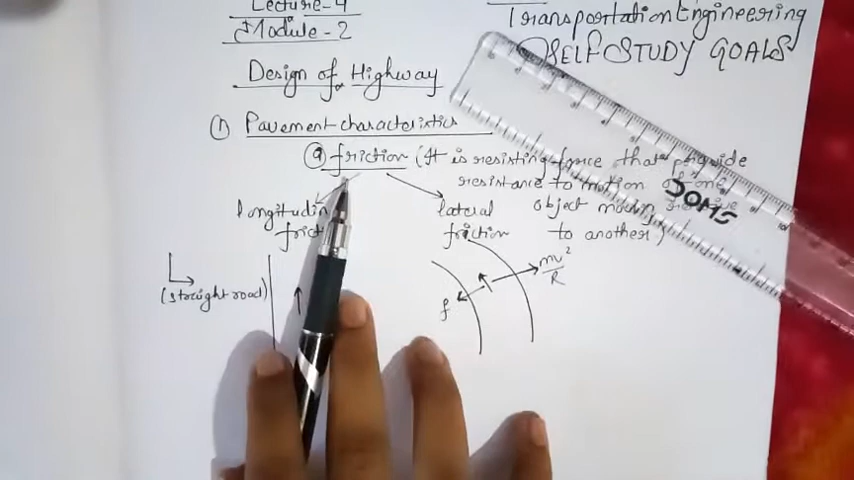 Lecture-4
Module-2
Transportation Engineering
SELF STUDY GOALS
Design of Highway
① Pavement characteristics
ⓐ friction (It is resisting force that provide
resistance to motion of one
object moving
to another)
lateral
friction
(straight road)
mv²
R
f
DOMS